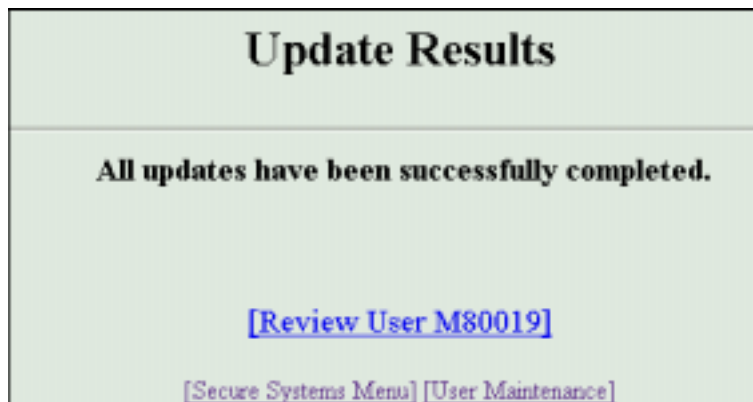 Update Results
All updates have been successfully completed.
[Review User M80019]
[Secure Systems Menu] [User Maintenance]